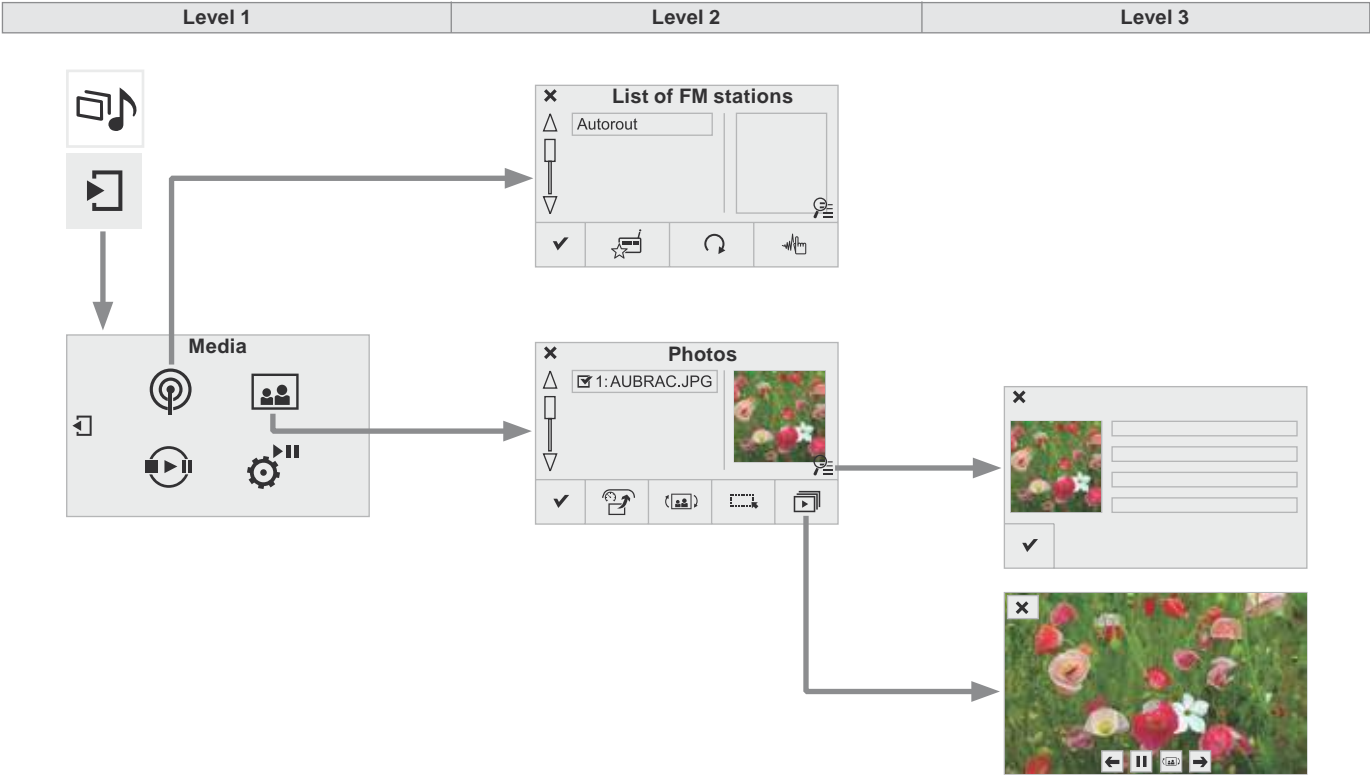 Level 1
Level 2
Level 3
List of FM stations
Autorout
Media
Photos
1: AUBRAC.JPG